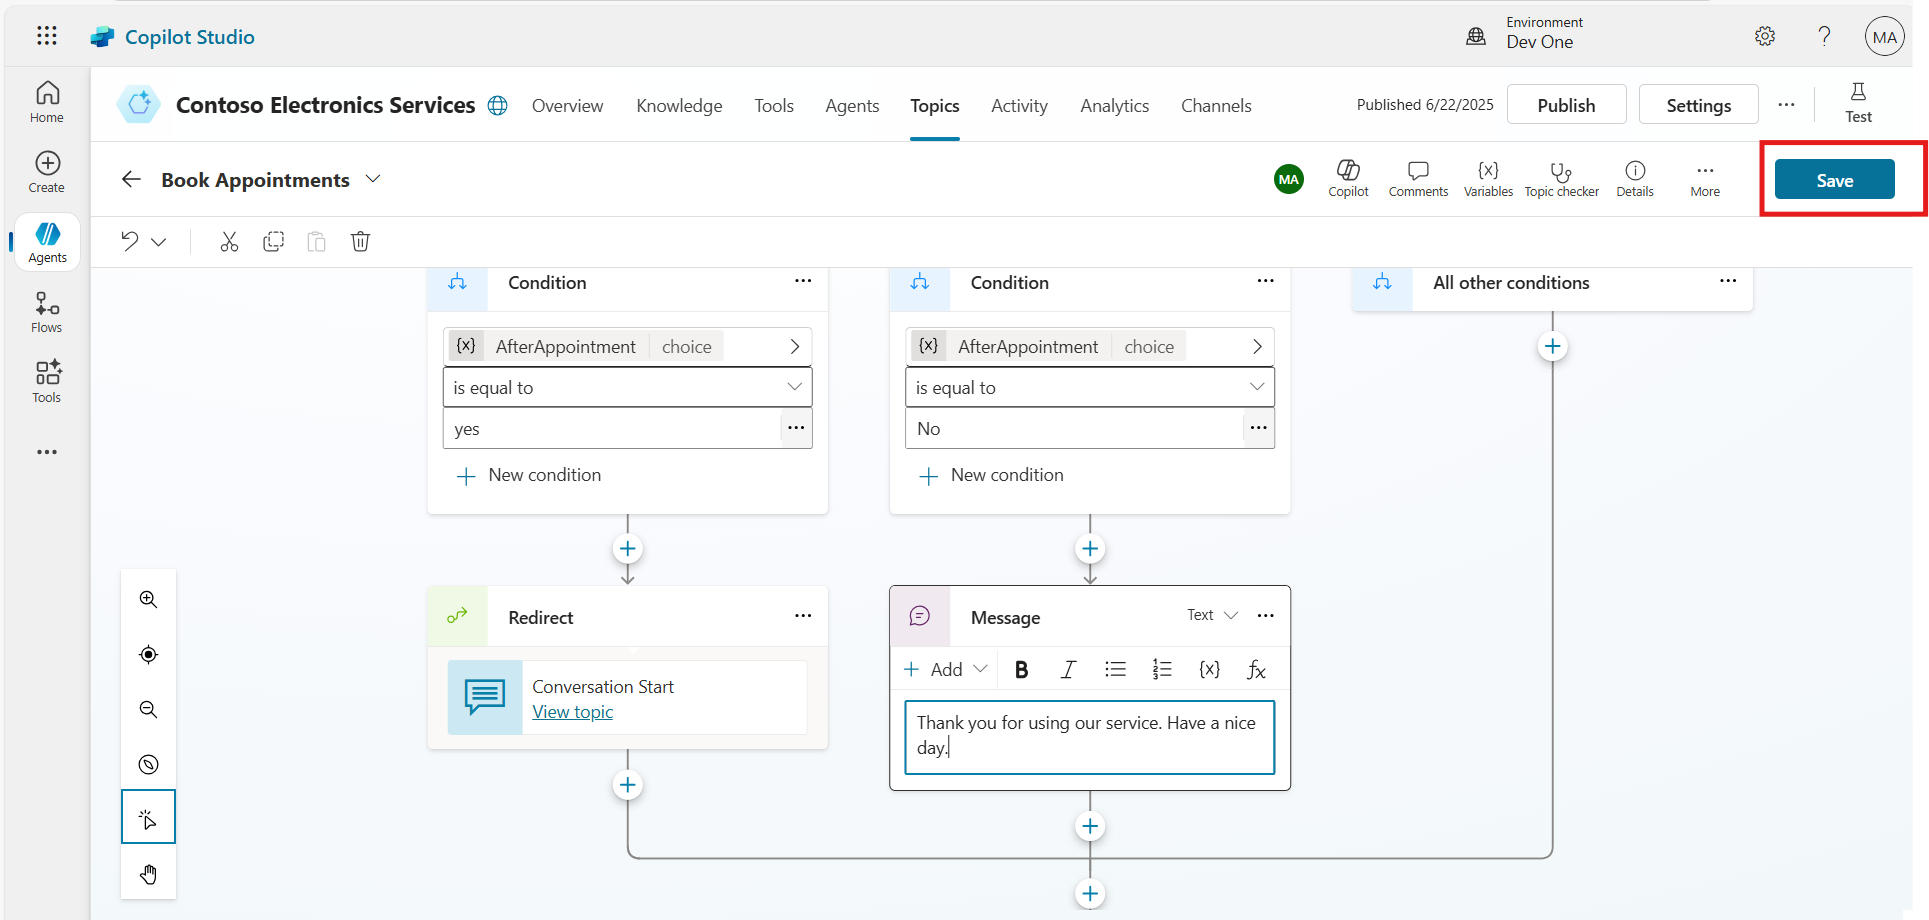 Copilot Studio
Environment
Dev One
MA
Home
Create
Agents
Flows
Tools
Contoso Electronics Services
Overview
Knowledge
Tools
Agents
Topics
Activity
Analytics
Channels
Published 6/22/2025
Publish
Settings
Test
Book Appointments
MA
Copilot
Comments
{x}
Variables
Topic checker
Details
More
Save
Condition
{x} AfterAppointment choice
is equal to
yes
New condition
Condition
{x} AfterAppointment choice
is equal to
No
New condition
All other conditions
Redirect
Conversation Start
View topic
Message
Text
Add B I {x} fx
Thank you for using our service. Have a nice
day.